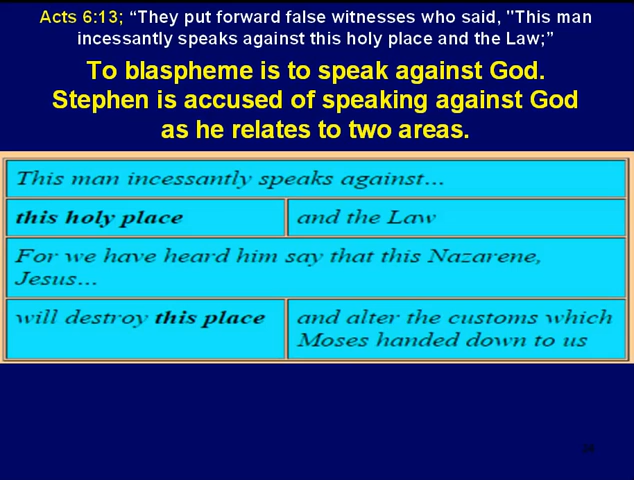 Acts 6:13; “They put forward false witnesses who said, "This man
incessantly speaks against this holy place and the Law;”
To blaspheme is to speak against God.
Stephen is accused of speaking against God
as he relates to two areas.
This man incessantly speaks against...
this holy place and the Law
For we have heard him say that this Nazarene,
Jesus...
will destroy this place and alter the customs which
Moses handed down to us